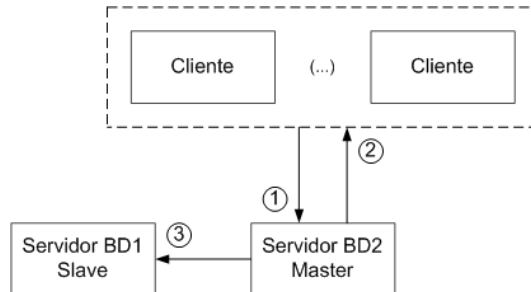 Cliente (...) Cliente
2
1
3
Servidor BD1
Slave
Servidor BD2
Master